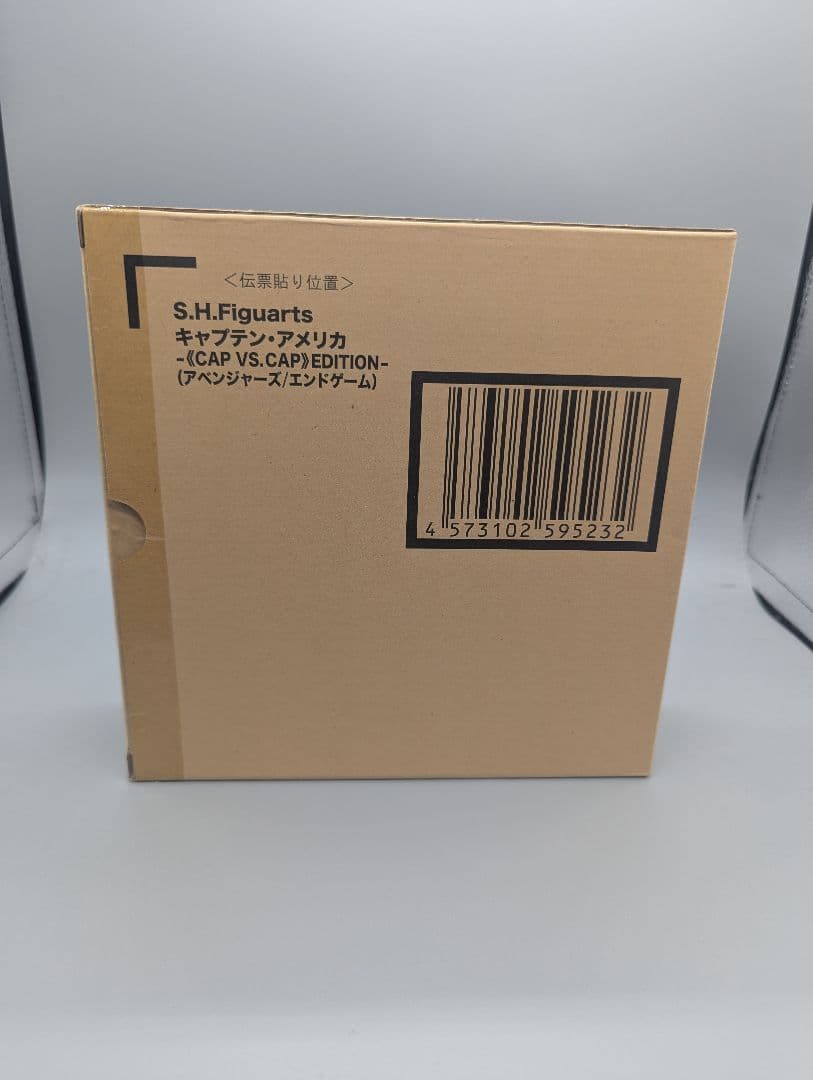 ＜伝票貼り位置＞
S.H.Figuarts
キャプテン・アメリカ
-《CAP VS.CAP》EDITION-
(アベンジャーズ/エンドゲーム)
4 573102 595232